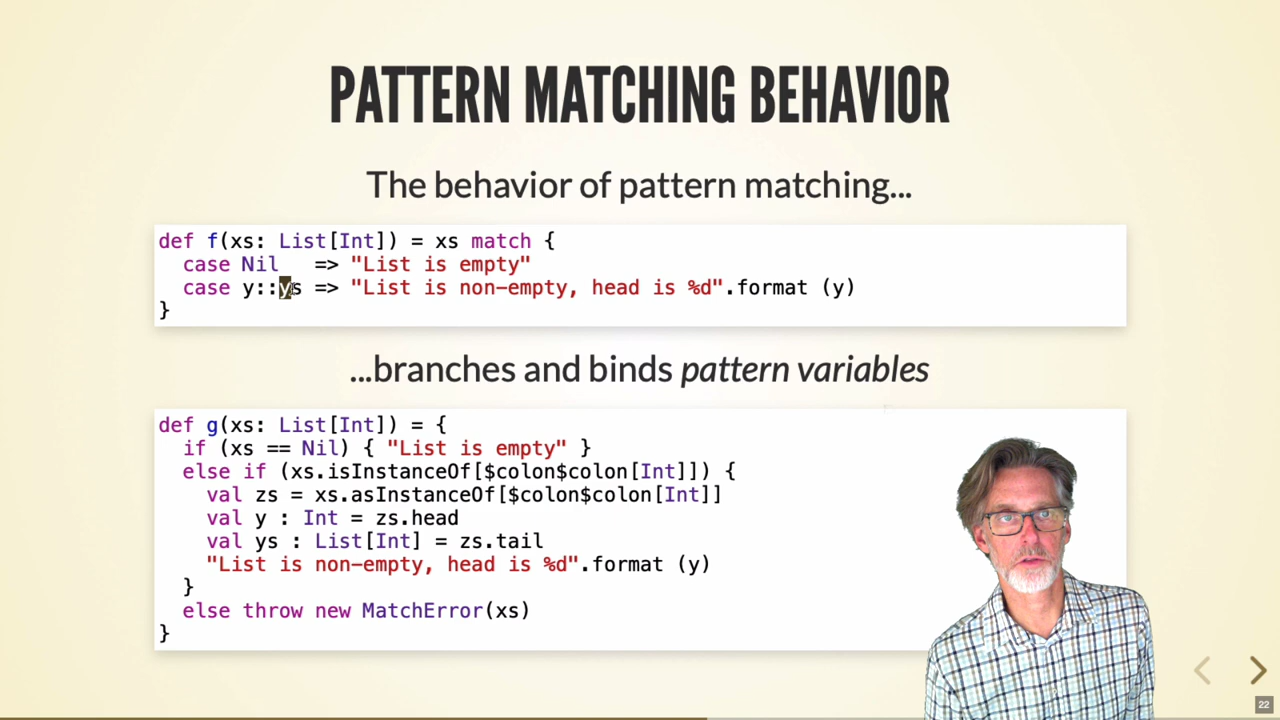 PATTERN MATCHING BEHAVIOR
The behavior of pattern matching...
def f(xs: List[Int]) = xs match {
  case Nil   => "List is empty"
  case y::ys => "List is non-empty, head is %d".format (y)
}
...branches and binds pattern variables
def g(xs: List[Int]) = {
  if (xs == Nil) { "List is empty" }
  else if (xs.isInstanceOf[$colon$colon[Int]]) {
    val zs = xs.asInstanceOf[$colon$colon[Int]]
    val y : Int = zs.head
    val ys : List[Int] = zs.tail
    "List is non-empty, head is %d".format (y)
  }
  else throw new MatchError(xs)
}
22